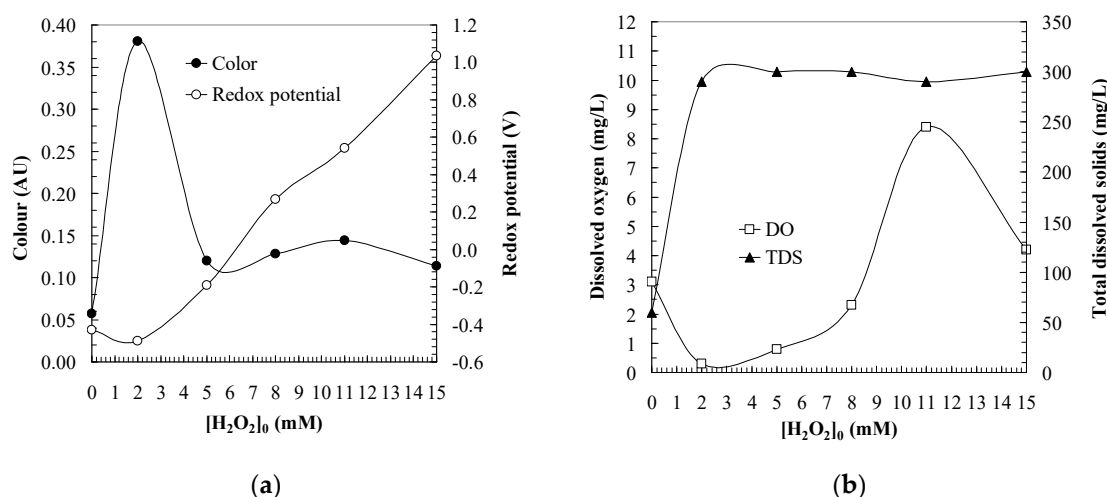 0.40
0.35
0.30
0.25
0.20
0.15
0.10
0.05
0.00
Colour (AU)
Color
Redox potential
1.2
1.0
0.8
0.6
0.4
0.2
0.0
-0.2
-0.4
-0.6
Redox potential (V)
0 2 3 4 5 6 8 9 10 11 12 13 15
[H₂O₂]₀ (mM)
(a)
12
11
10
9
8
7
6
5
4
3
2
1
0
Dissolved oxygen (mg/L)
DO
TDS
350
300
250
200
150
100
50
0
Total dissolved solids (mg/L)
0 1 2 3 4 5 6 8 9 10 11 12 13 15
[H₂O₂]₀ (mM)
(b)